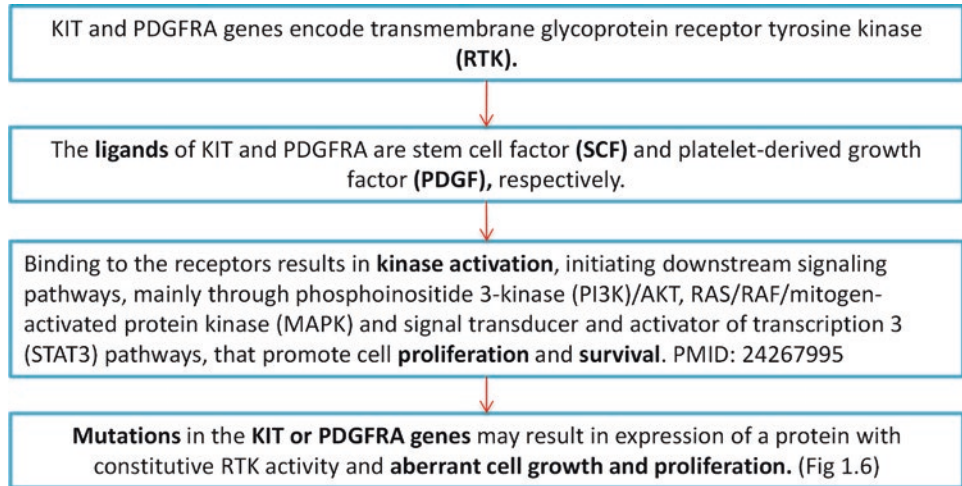 KIT and PDGFRA genes encode transmembrane glycoprotein receptor tyrosine kinase
(RTK).
The ligands of KIT and PDGFRA are stem cell factor (SCF) and platelet-derived growth
factor (PDGF), respectively.
Binding to the receptors results in kinase activation, initiating downstream signaling
pathways, mainly through phosphoinositide 3-kinase (PI3K)/AKT, RAS/RAF/mitogen-
activated protein kinase (MAPK) and signal transducer and activator of transcription 3
(STAT3) pathways, that promote cell proliferation and survival. PMID: 24267995
Mutations in the KIT or PDGFRA genes may result in expression of a protein with
constitutive RTK activity and aberrant cell growth and proliferation. (Fig 1.6)